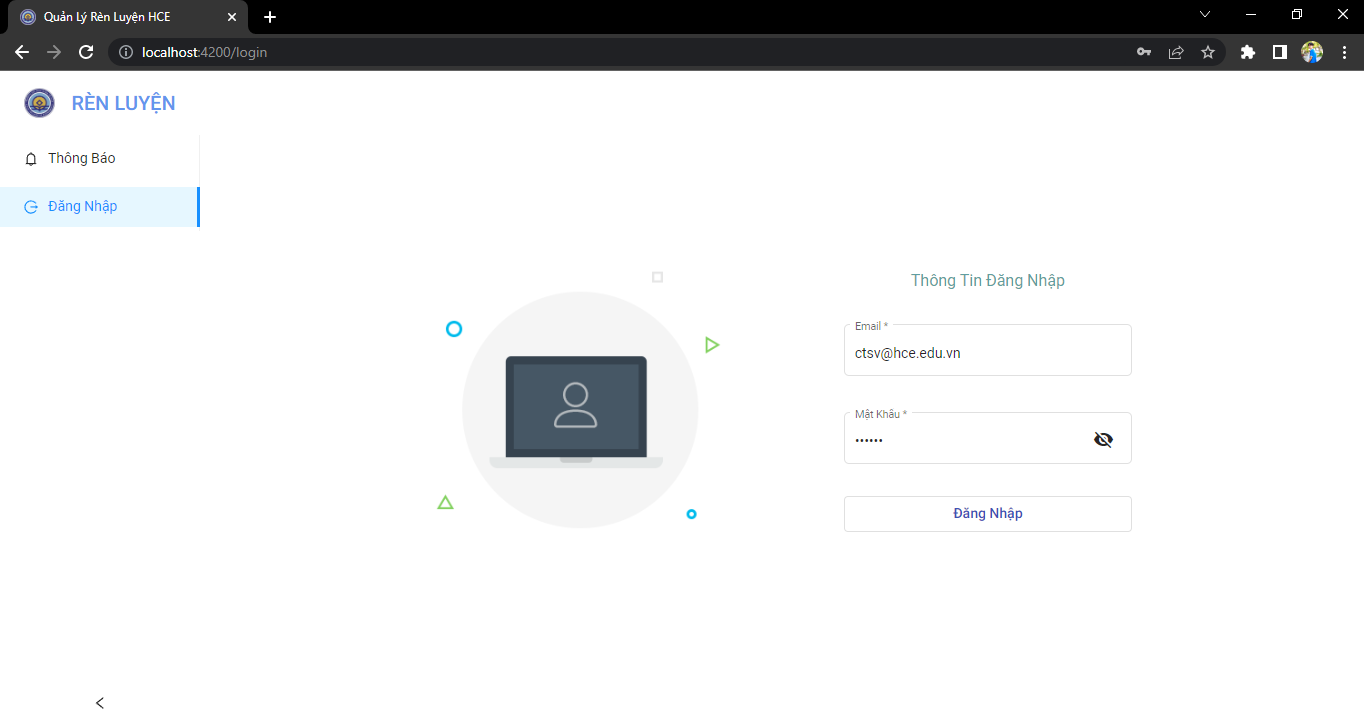 Quản Lý Rèn Luyện HCE
localhost:4200/login
RÈN LUYỆN
Thông Báo
Đăng Nhập
Thông Tin Đăng Nhập
Email *
ctsv@hce.edu.vn
Mật Khẩu *
••••••
Đăng Nhập